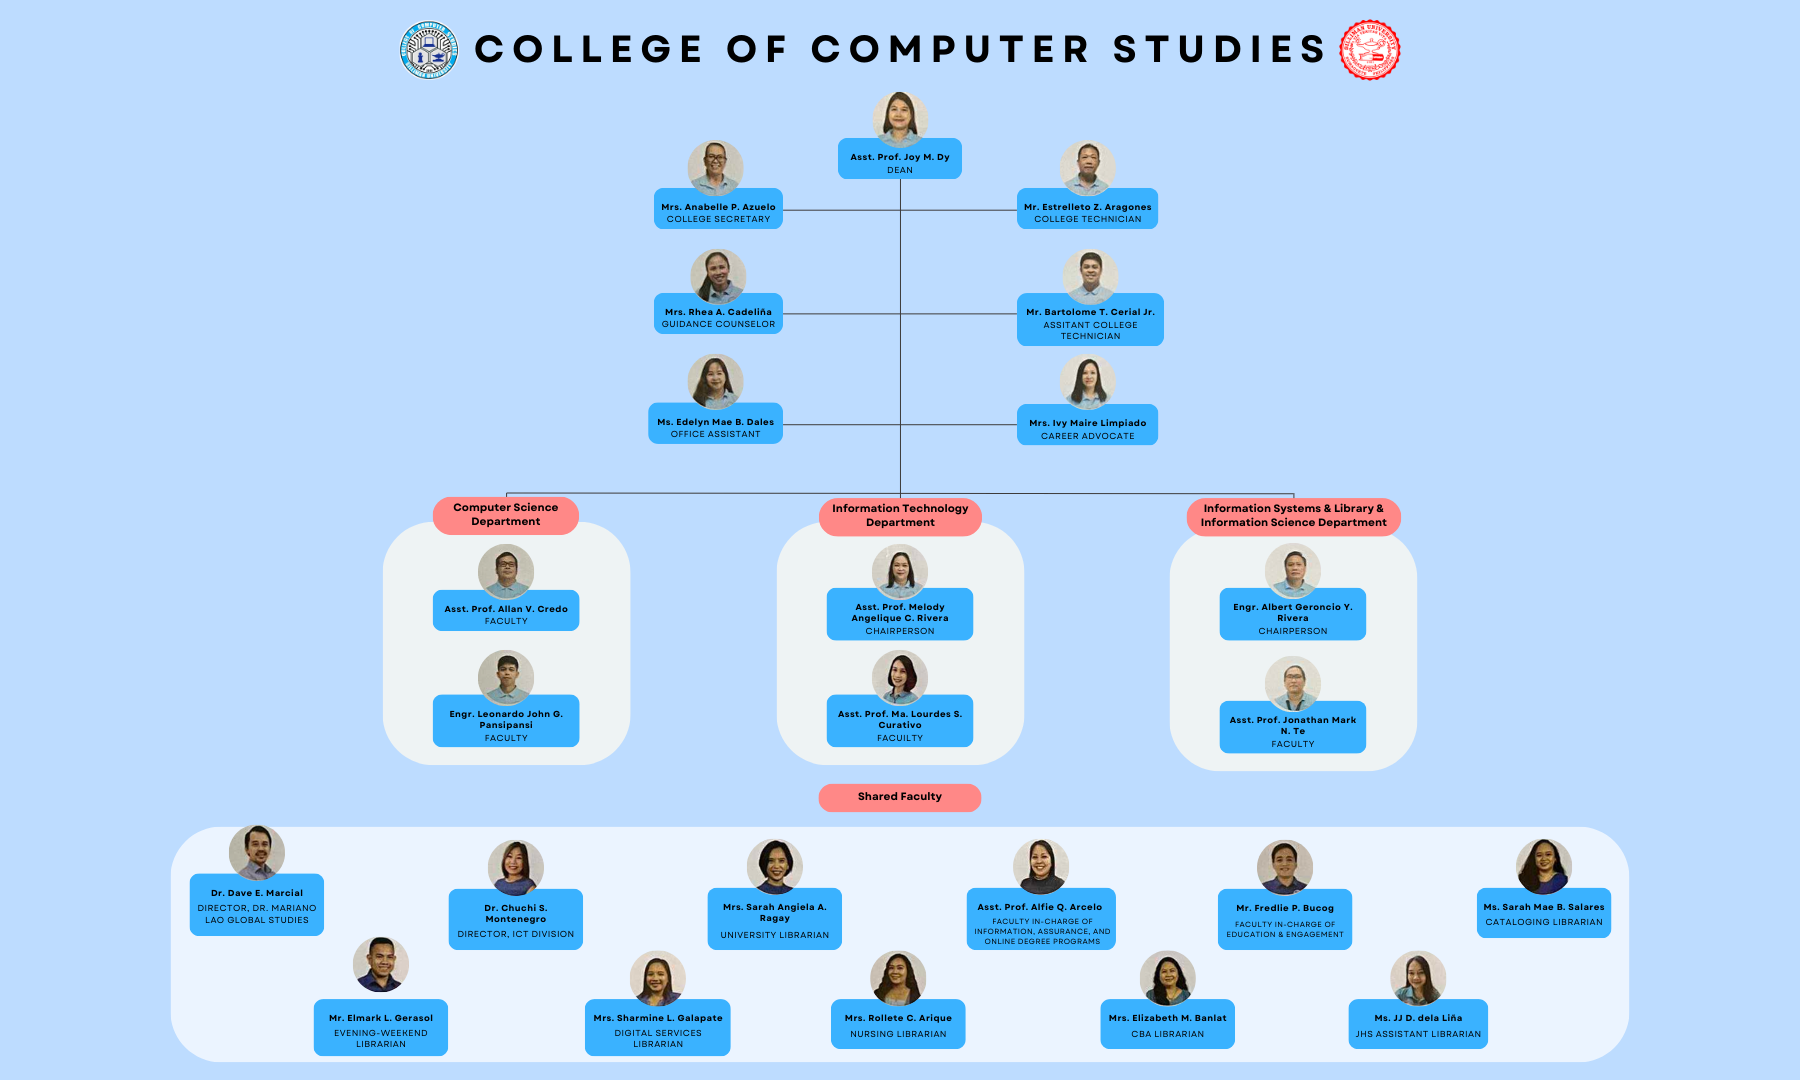 COLLEGE OF COMPUTER STUDIES
SILLIMAN UNIVERSITY
Asst. Prof. Joy M. Dy
DEAN
Mrs. Anabelle P. Azuelo
COLLEGE SECRETARY
Mr. Estrelleto Z. Aragones
COLLEGE TECHNICIAN
Mrs. Rhea A. Cadeliña
GUIDANCE COUNSELOR
Mr. Bartolome T. Cerial Jr.
ASSITANT COLLEGE
TECHNICIAN
Ms. Edelyn Mae B. Dales
OFFICE ASSISTANT
Mrs. Ivy Maire Limpiado
CAREER ADVOCATE
Computer Science
Department
Asst. Prof. Allan V. Credo
FACULTY
Engr. Leonardo John G.
Pansipansi
FACULTY
Information Technology
Department
Asst. Prof. Melody
Angelique C. Rivera
CHAIRPERSON
Asst. Prof. Ma. Lourdes S.
Curativo
FACUILTY
Information Systems & Library &
Information Science Department
Engr. Albert Geroncio Y.
Rivera
CHAIRPERSON
Asst. Prof. Jonathan Mark
N. Te
FACULTY
Shared Faculty
Dr. Dave E. Marcial
DIRECTOR, DR. MARIANO
LAO GLOBAL STUDIES
Dr. Chuchi S.
Montenegro
DIRECTOR, ICT DIVISION
Mrs. Sarah Angiela A.
Ragay
UNIVERSITY LIBRARIAN
Asst. Prof. Alfie Q. Arcelo
FACULTY IN-CHARGE OF
INFORMATION, ASSURANCE, AND
ONLINE DEGREE PROGRAMS
Mr. Fredlie P. Bucog
FACULTY IN-CHARGE OF
EDUCATION & ENGAGEMENT
Ms. Sarah Mae B. Salares
CATALOGING LIBRARIAN
Mr. Elmark L. Gerasol
EVENING-WEEKEND
LIBRARIAN
Mrs. Sharmine L. Galapate
DIGITAL SERVICES
LIBRARIAN
Mrs. Rollete C. Arique
NURSING LIBRARIAN
Mrs. Elizabeth M. Banlat
CBA LIBRARIAN
Ms. JJ D. dela Liña
JHS ASSISTANT LIBRARIAN